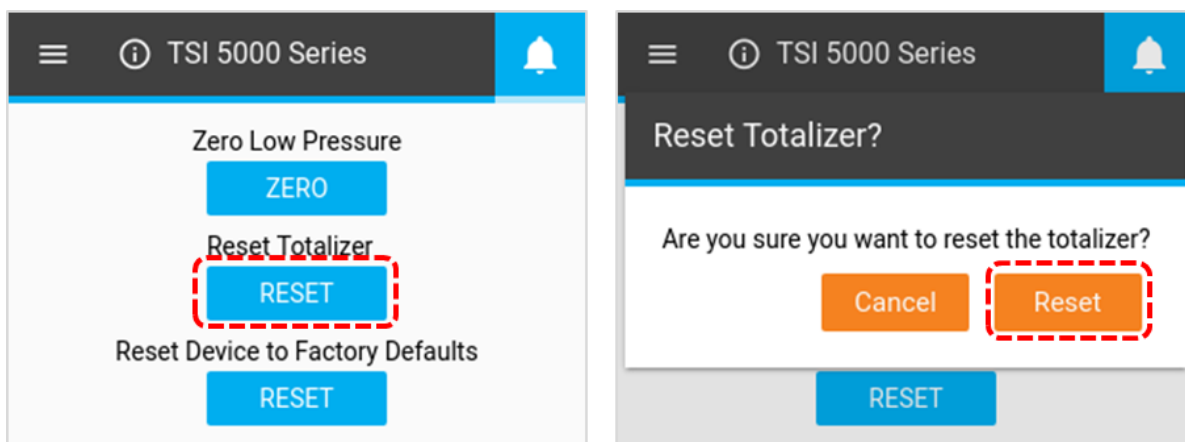 TSI 5000 Series
Zero Low Pressure
ZERO
Reset Totalizer
RESET
Reset Device to Factory Defaults
RESET
TSI 5000 Series
Reset Totalizer?
Are you sure you want to reset the totalizer?
Cancel Reset
RESET